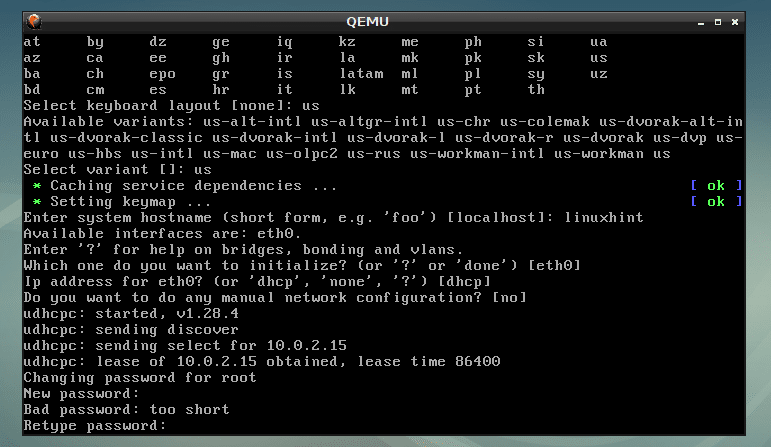 QEMU
at by dz ge iq kz me ph si ua
az ca ee gh ir la mk pk sk us
ba ch epo gr is latam ml pl sy uz
bd cm es hr it lk mt pt th
Select keyboard layout [none]: us
Available variants: us-alt-intl us-altgr-intl us-chr us-colemak us-dvorak-alt-in
tl us-dvorak-classic us-dvorak-intl us-dvorak-l us-dvorak-r us-dvorak us-dvp us-
euro us-hbs us-intl us-mac us-olpc2 us-rus us-workman-intl us-workman us
Select variant []: us
* Caching service dependencies ... [ ok ]
* Setting keymap ... [ ok ]
Enter system hostname (short form, e.g. 'foo') [localhost]: linuxhint
Available interfaces are: eth0.
Enter '?' for help on bridges, bonding and vlans.
Which one do you want to initialize? (or '?' or 'done') [eth0]
Ip address for eth0? (or 'dhcp', 'none', '?') [dhcp]
Do you want to do any manual network configuration? [no]
udhcpc: started, v1.28.4
udhcpc: sending discover
udhcpc: sending select for 10.0.2.15
udhcpc: lease of 10.0.2.15 obtained, lease time 86400
Changing password for root
New password:
Bad password: too short
Retype password: